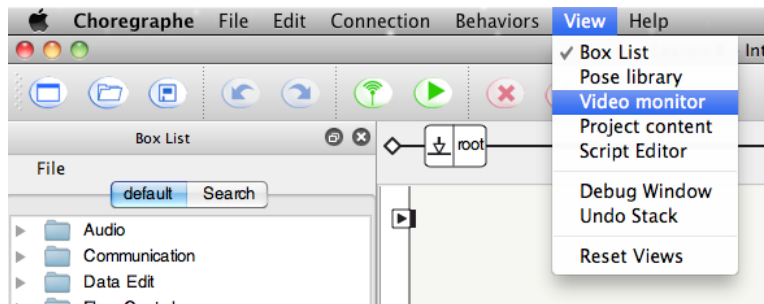 Choregraphe File Edit Connection Behaviors View Help
Int
✓ Box List
Pose library
Video monitor
Project content
Script Editor
Debug Window
Undo Stack
Reset Views
Box List
File
default Search
Audio
Communication
Data Edit
root